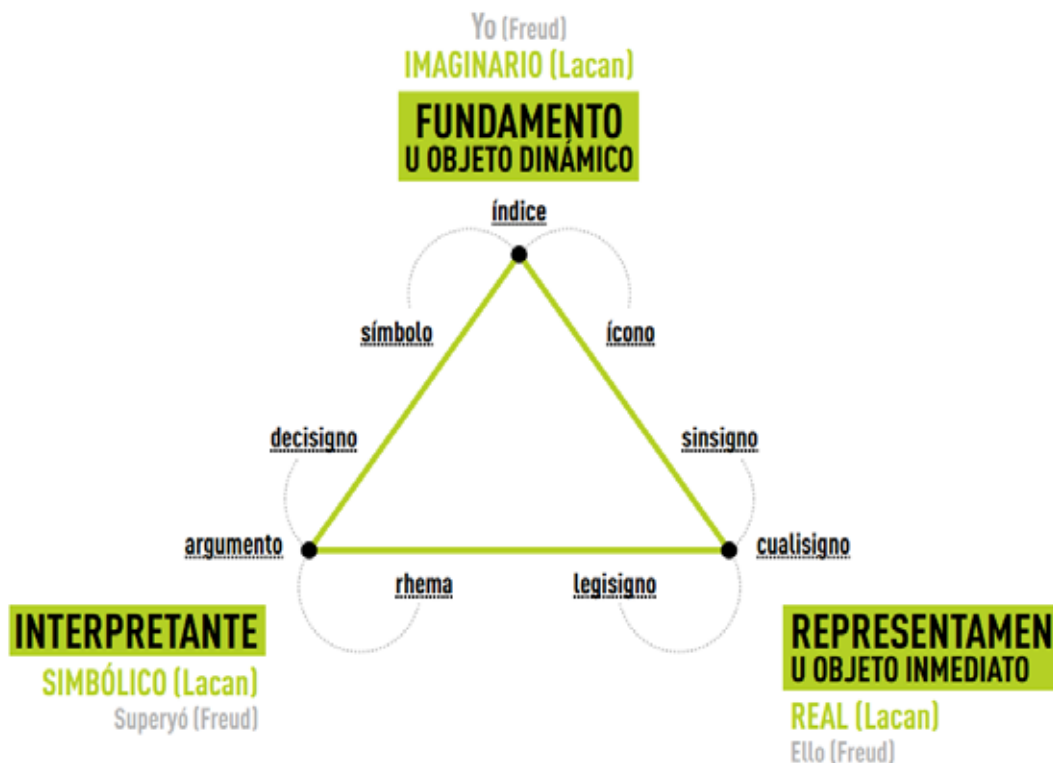 Yo (Freud)
IMAGINARIO (Lacan)
FUNDAMENTO
U OBJETO DINÁMICO
índice
símbolo
ícono
decisigno
sinsigno
argumento
cualisigno
rhema
legisigno
INTERPRETANTE
SIMBÓLICO (Lacan)
Superyó (Freud)
REPRESENTAMEN
U OBJETO INMEDIATO
REAL (Lacan)
Ello (Freud)